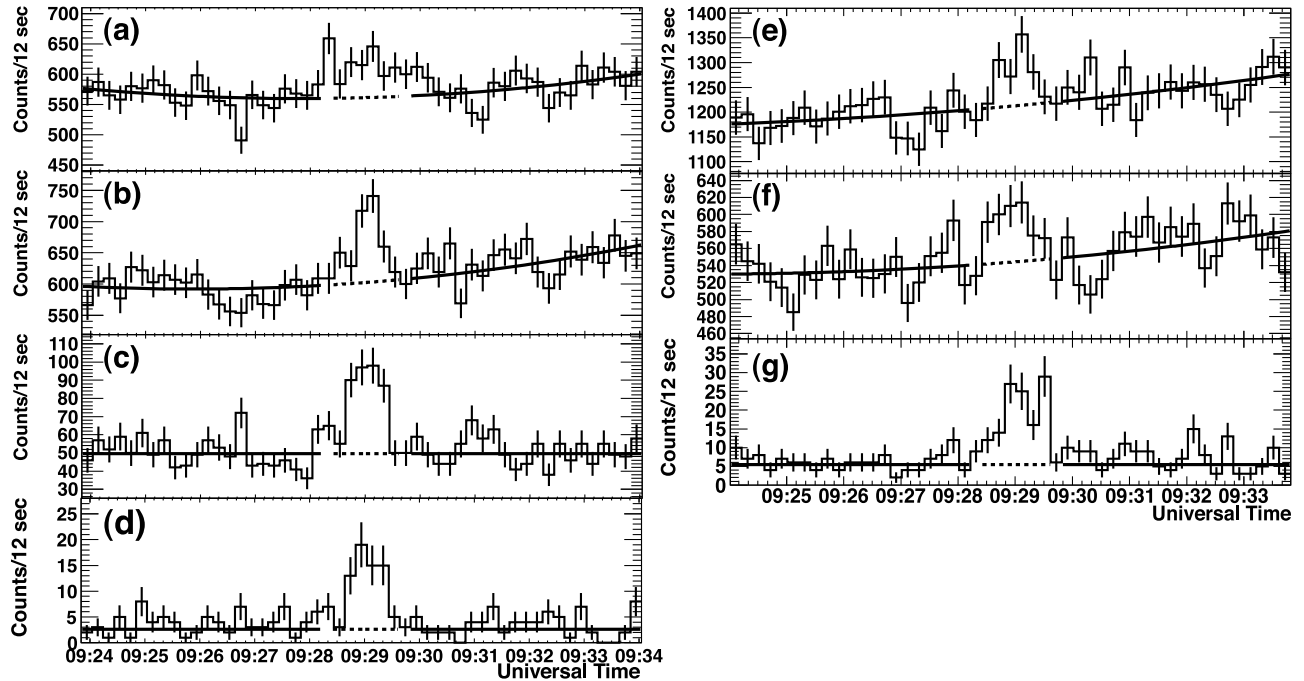 (a)
Counts/12 sec
700
650
600
550
500
450
(b)
Counts/12 sec
750
700
650
600
550
(c)
Counts/12 sec
110
100
90
80
70
60
50
40
30
(d)
Counts/12 sec
25
20
15
10
5
0
09:24 09:25 09:26 09:27 09:28 09:29 09:30 09:31 09:32 09:33 09:34
Universal Time
(e)
Counts/12 sec
1400
1350
1300
1250
1200
1150
1100
(f)
Counts/12 sec
640
620
600
580
560
540
520
500
480
460
(g)
Counts/12 sec
35
30
25
20
15
10
5
0
09:25 09:26 09:27 09:28 09:29 09:30 09:31 09:32 09:33
Universal Time